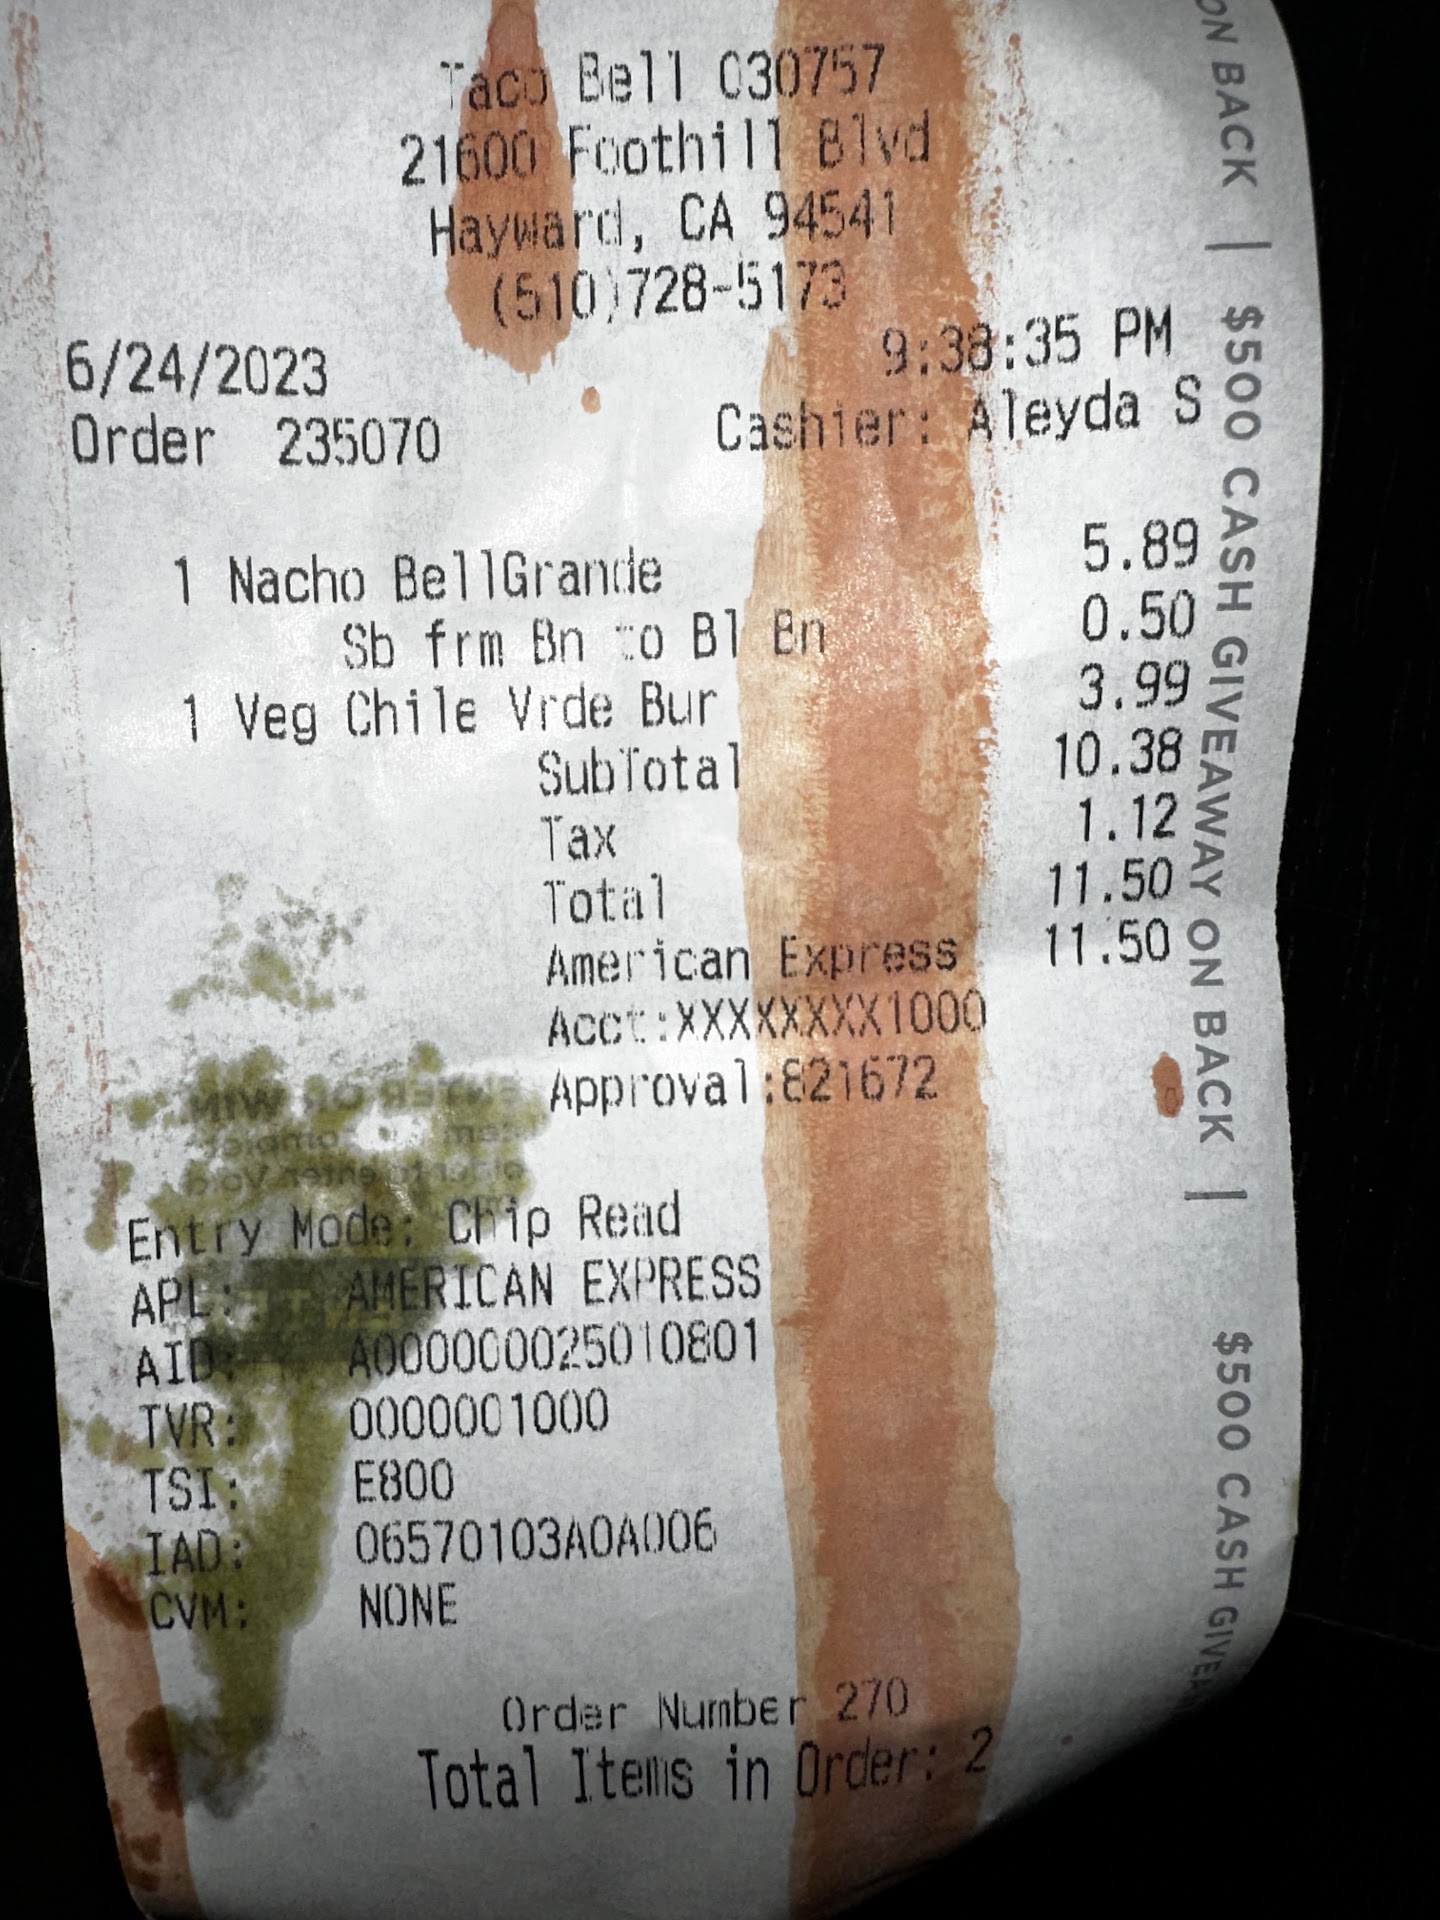 Taco Bell 030757
21600 Foothill Blvd
Hayward, CA 94541
(510)728-5173
6/24/2023 9:38:35 PM
Order 235070 Cashier: Aleyda S
1 Nacho BellGrande 5.89
Sb frm Bn to Bl Bn 0.50
1 Veg Chile Vrde Bur 3.99
SubTotal 10.38
Tax 1.12
Total 11.50
American Express 11.50
Acct:XXXXXXXX1000
Approval:821672
Entry Mode: Chip Read
APL: AMERICAN EXPRESS
AID: A000000025010801
TVR: 0000001000
TSI: E800
IAD: 06570103A0A006
CVM: NONE
Order Number 270
Total Items in Order: 2
ON BACK | $500 CASH GIVEAWAY ON BACK | $500 CASH